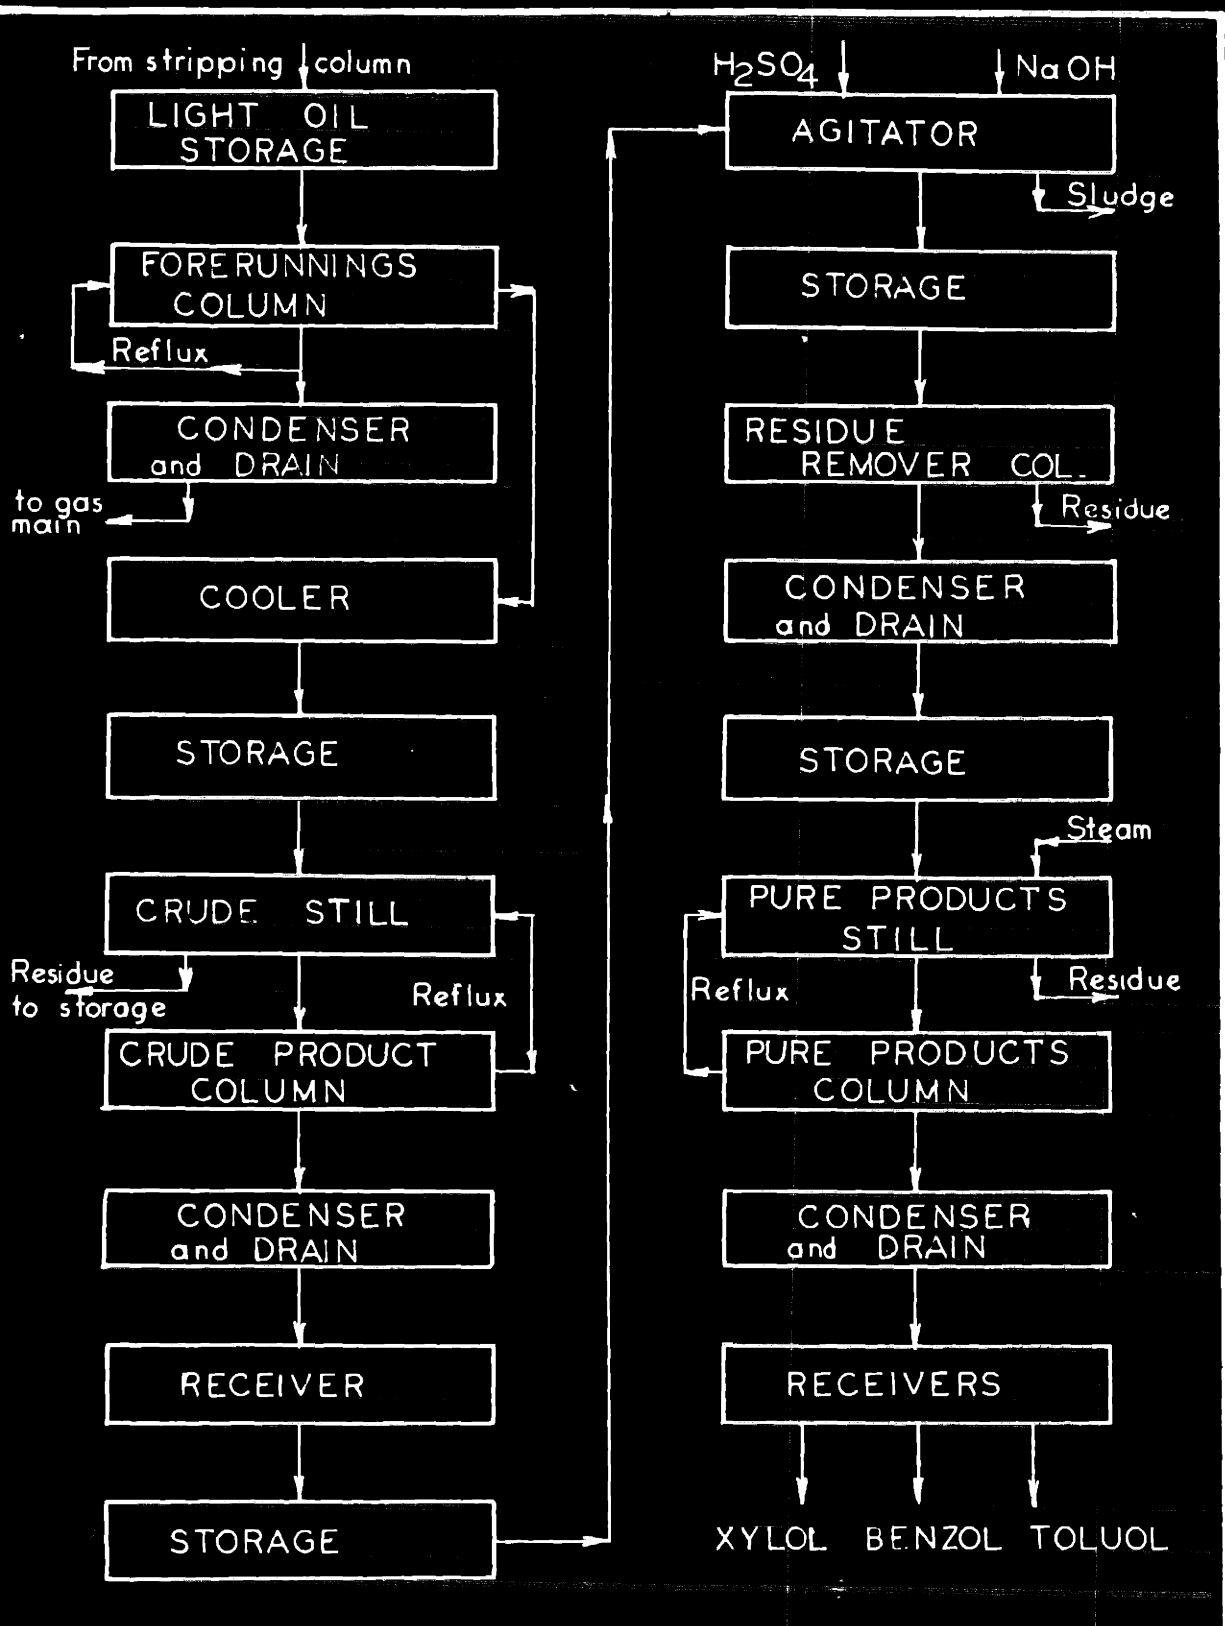 From stripping column
LIGHT OIL
STORAGE
FORERUNNINGS
COLUMN
Reflux
CONDENSER
and DRAIN
to gas
main
COOLER
STORAGE
CRUDE STILL
Residue
to storage
Reflux
CRUDE PRODUCT
COLUMN
CONDENSER
and DRAIN
RECEIVER
STORAGE
H₂SO₄
NaOH
AGITATOR
Sludge
STORAGE
RESIDUE
REMOVER COL.
Residue
CONDENSER
and DRAIN
STORAGE
Steam
PURE PRODUCTS
STILL
Reflux
Residue
PURE PRODUCTS
COLUMN
CONDENSER
and DRAIN
RECEIVERS
XYLOL BENZOL TOLUOL